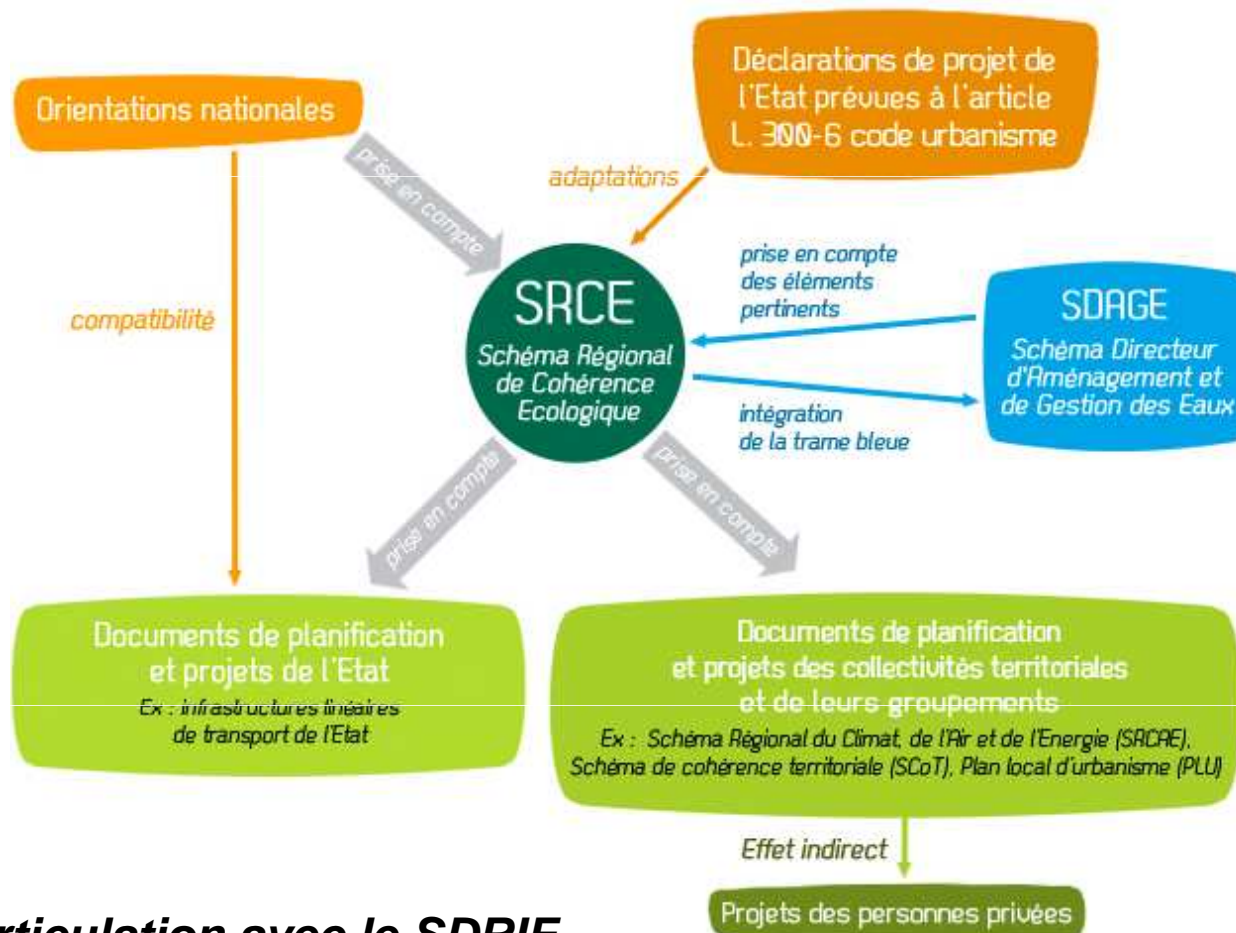 Orientations nationales
Déclarations de projet de
l'Etat prévues à l'article
L. 300-6 code urbanisme
prise en compte
adaptations
compatibilité
SRCE
Schéma Régional
de Cohérence
Ecologique
prise en compte
des éléments
pertinents
SDAGE
Schéma Directeur
d'Aménagement et
de Gestion des Eaux
intégration
de la trame bleue
prise en compte
prise en compte
Documents de planification
et projets de l'Etat
Ex : infrastructures linéaires
de transport de l'Etat
Documents de planification
et projets des collectivités territoriales
et de leurs groupements
Ex : Schéma Régional du Climat, de l'Air et de l'Energie (SRCAE),
Schéma de cohérence territoriale (SCoT), Plan local d'urbanisme (PLU)
Effet indirect
Projets des personnes privées
rticulation avec le SDRIF